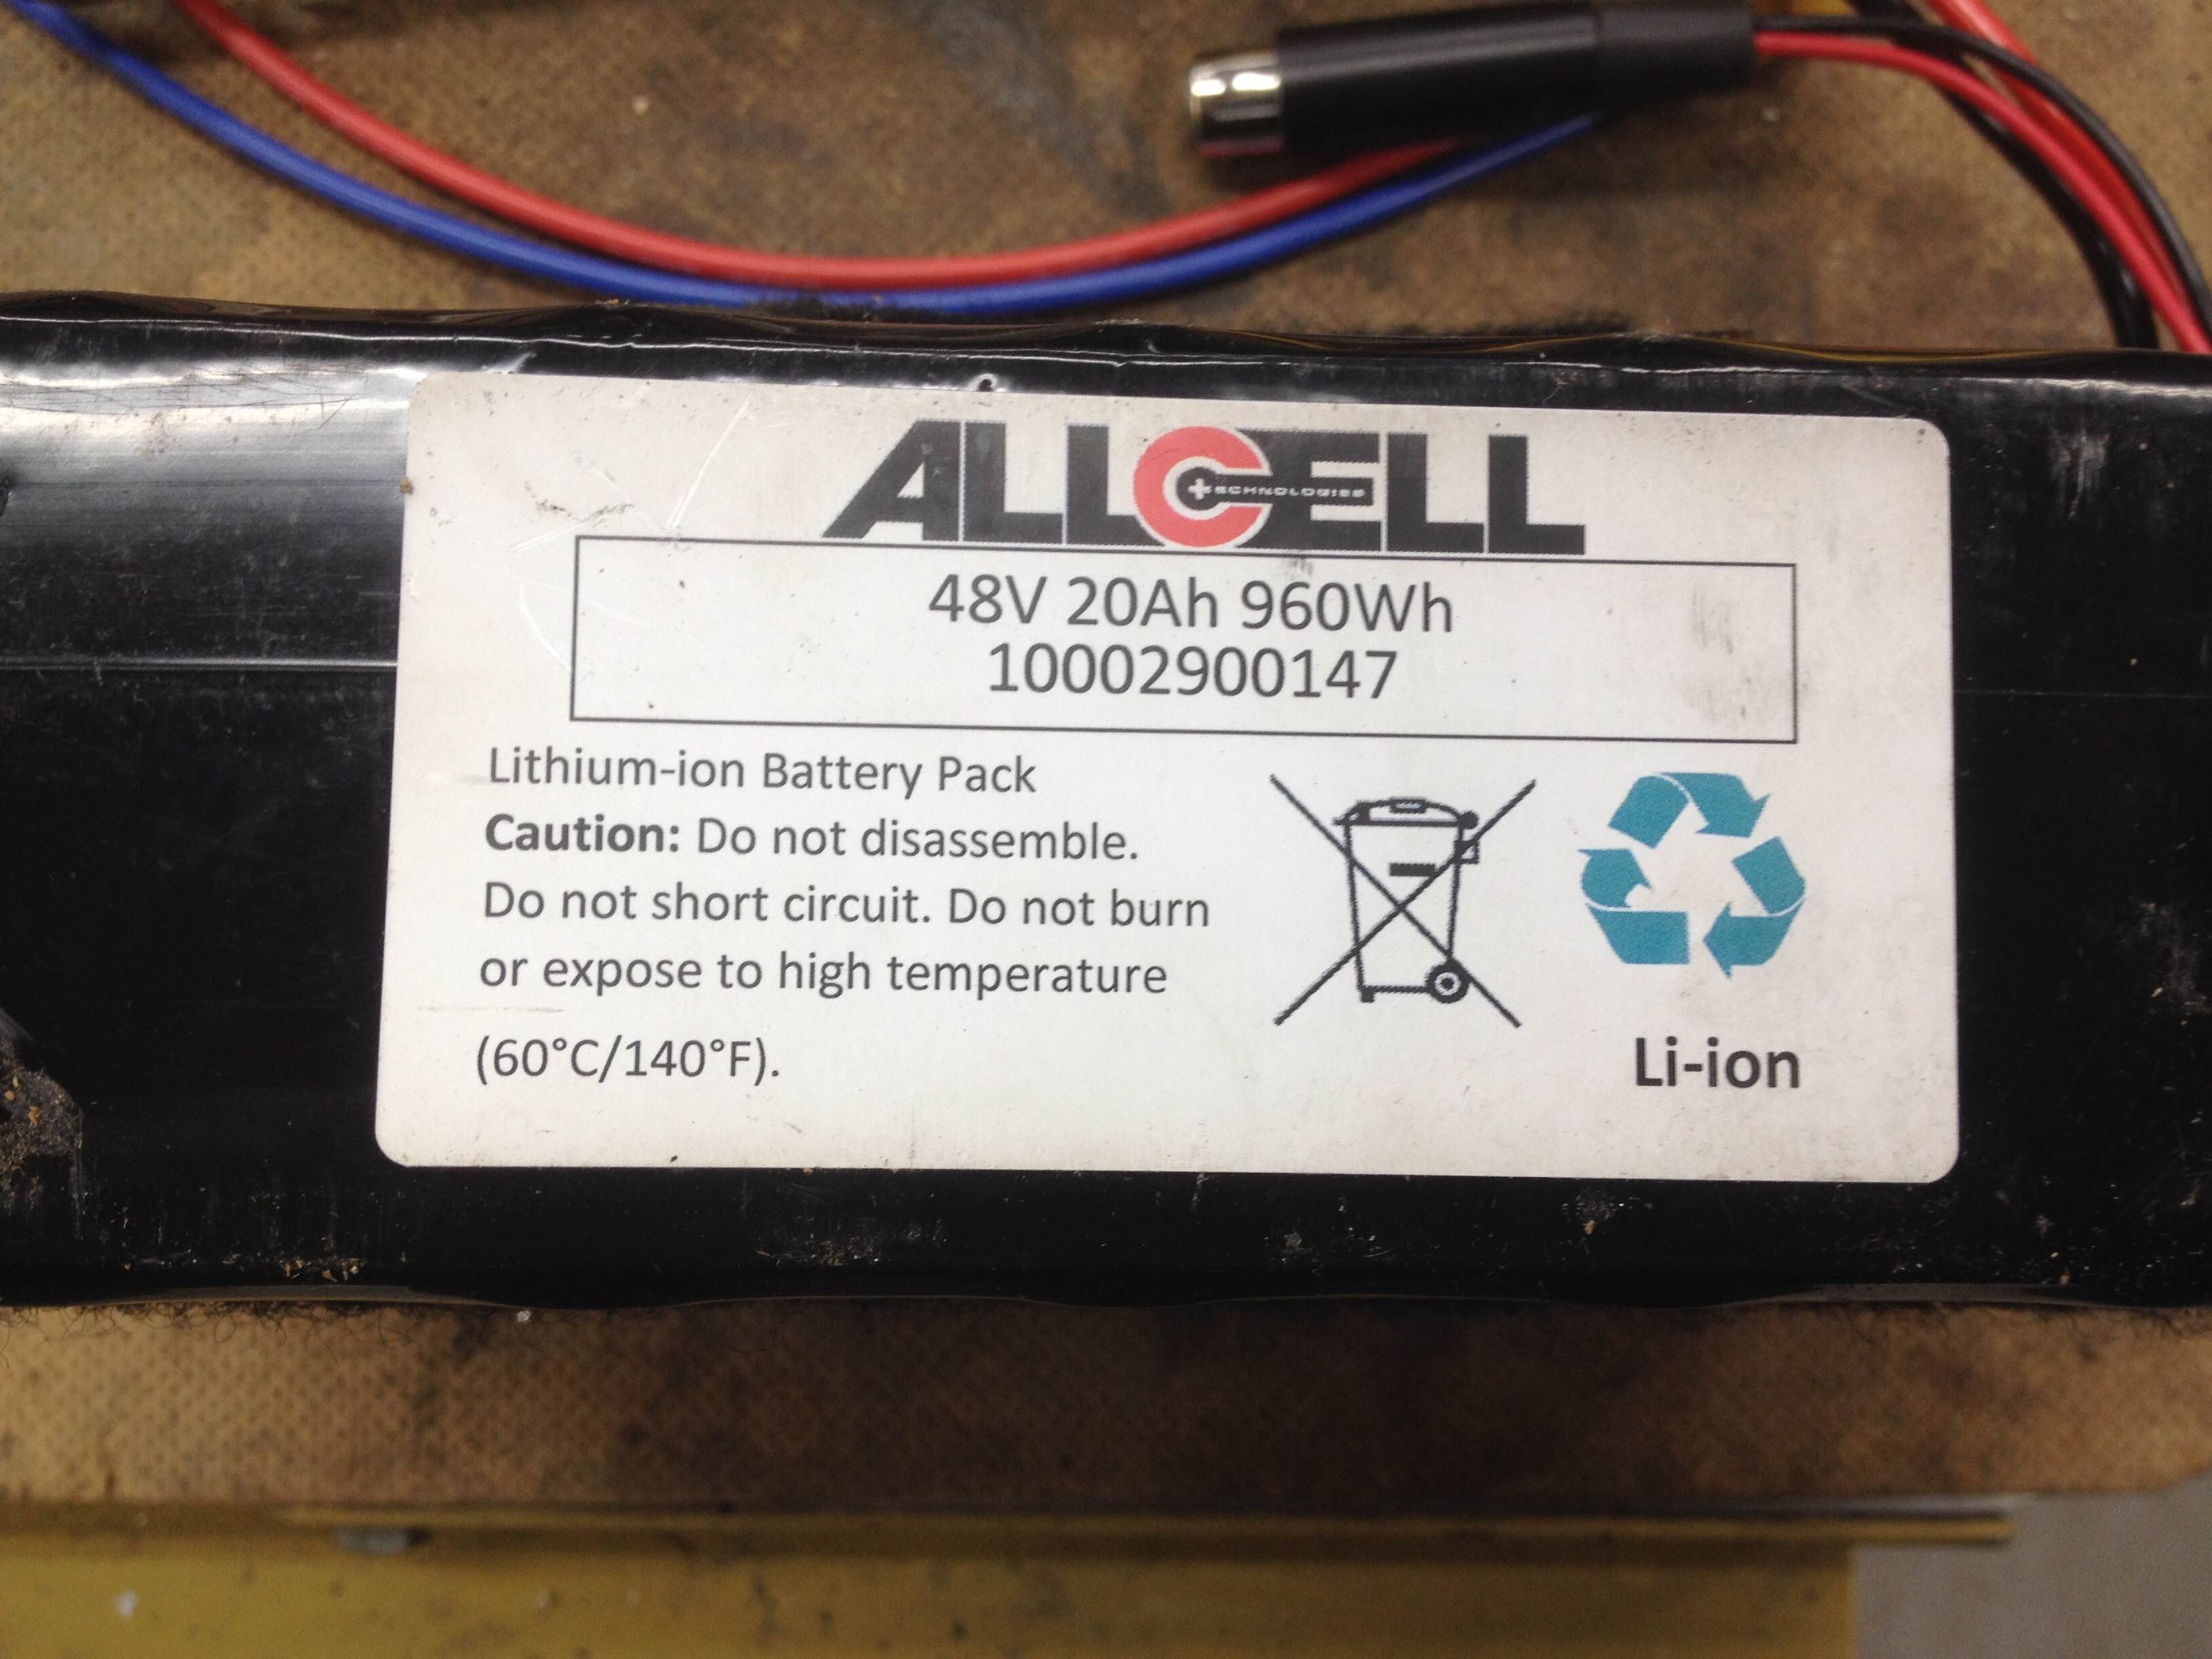 ALLCELL
TECHNOLOGIES
48V 20Ah 960Wh
10002900147
Lithium-ion Battery Pack
Caution: Do not disassemble.
Do not short circuit. Do not burn
or expose to high temperature
(60°C/140°F).
Li-ion